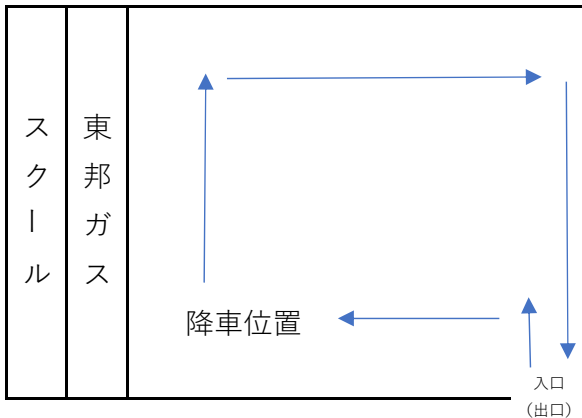 スクール
東邦ガス
降車位置
入口
（出口）